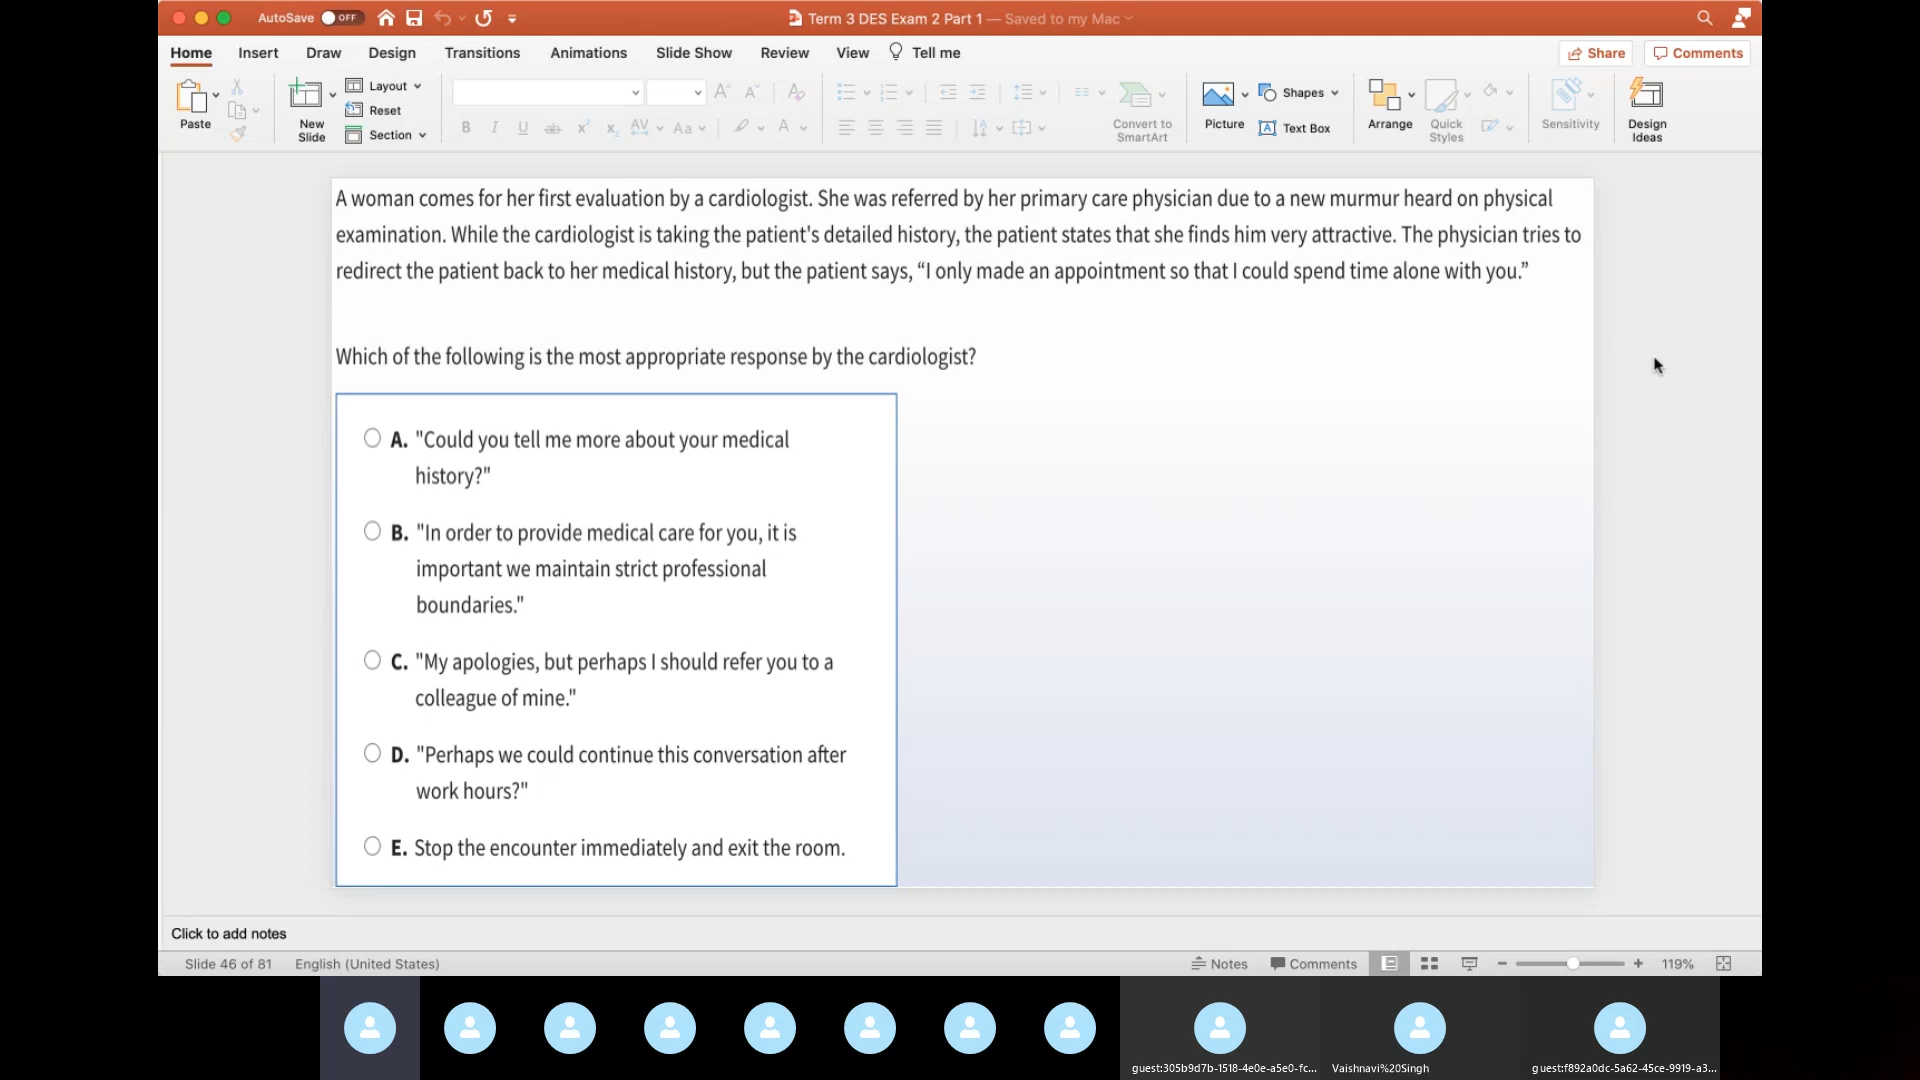 AutoSave OFF
Term 3 DES Exam 2 Part 1 — Saved to my Mac
Home Insert Draw Design Transitions Animations Slide Show Review View Tell me Share Comments
Paste
New Slide
Layout
Reset
Section
Convert to SmartArt
Picture
Shapes
Text Box
Arrange
Quick Styles
Sensitivity
Design Ideas
A woman comes for her first evaluation by a cardiologist. She was referred by her primary care physician due to a new murmur heard on physical
examination. While the cardiologist is taking the patient's detailed history, the patient states that she finds him very attractive. The physician tries to
redirect the patient back to her medical history, but the patient says, “I only made an appointment so that I could spend time alone with you.”
Which of the following is the most appropriate response by the cardiologist?
A. "Could you tell me more about your medical
history?"
B. "In order to provide medical care for you, it is
important we maintain strict professional
boundaries."
C. "My apologies, but perhaps I should refer you to a
colleague of mine."
D. "Perhaps we could continue this conversation after
work hours?"
E. Stop the encounter immediately and exit the room.
Click to add notes
Slide 46 of 81 English (United States) Notes Comments 119%
guest:305b9d7b-1518-4e0e-a5e0-fc... Vaishnavi%20Singh guest:f892a0dc-5a62-45ce-9919-a3...